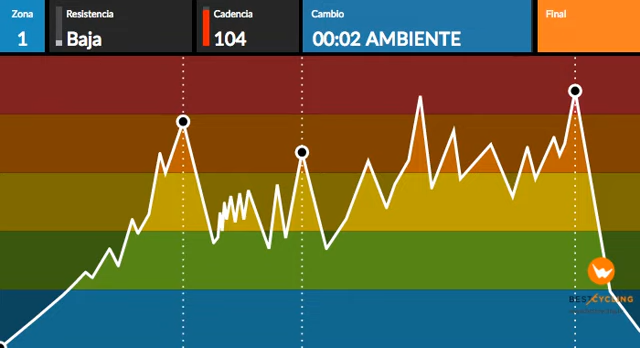 Zona
1
Resistencia
Baja
Cadencia
104
Cambio
00:02 AMBIENTE
Final
BESTCYCLING